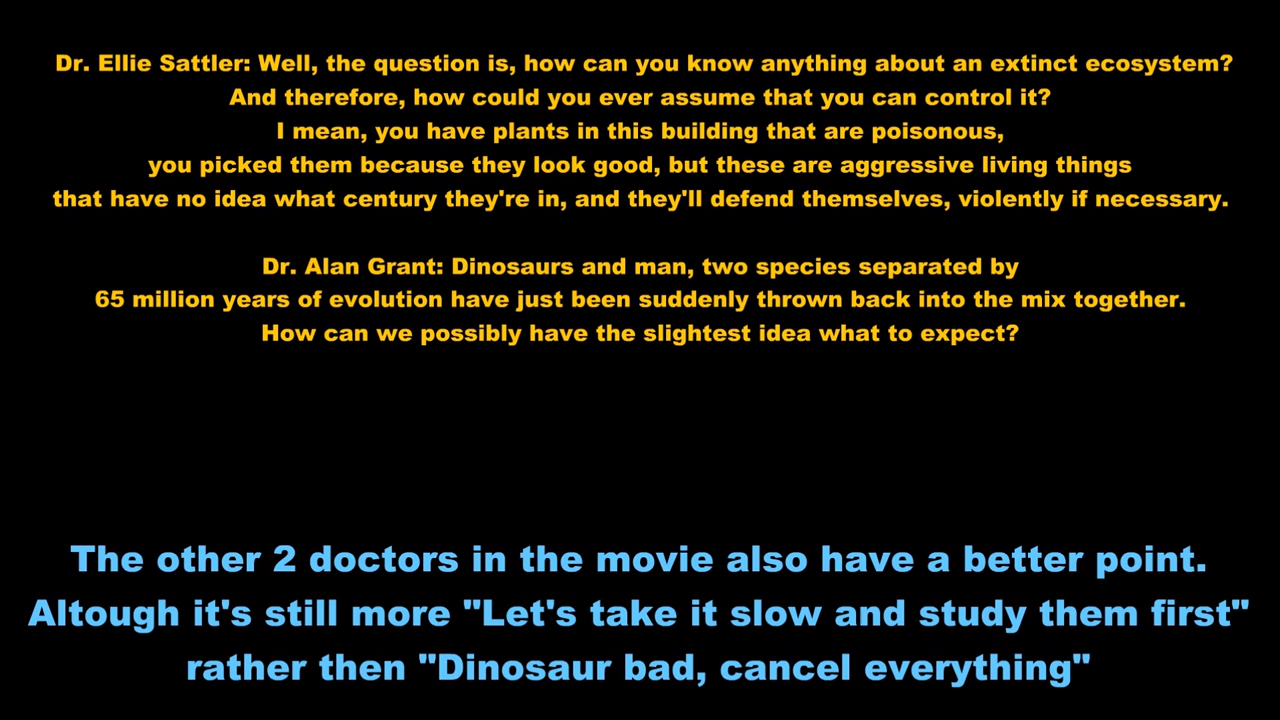 Dr. Ellie Sattler: Well, the question is, how can you know anything about an extinct ecosystem?
And therefore, how could you ever assume that you can control it?
I mean, you have plants in this building that are poisonous,
you picked them because they look good, but these are aggressive living things
that have no idea what century they're in, and they'll defend themselves, violently if necessary.
Dr. Alan Grant: Dinosaurs and man, two species separated by
65 million years of evolution have just been suddenly thrown back into the mix together.
How can we possibly have the slightest idea what to expect?
The other 2 doctors in the movie also have a better point.
Altough it's still more "Let's take it slow and study them first"
rather then "Dinosaur bad, cancel everything"